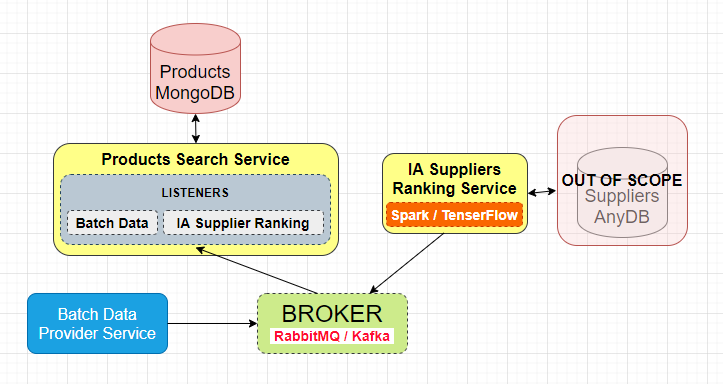 Products
MongoDB
Products Search Service
LISTENERS
Batch Data
IA Supplier Ranking
IA Suppliers
Ranking Service
Spark / TenserFlow
OUT OF SCOPE
Suppliers
AnyDB
BROKER
RabbitMQ / Kafka
Batch Data
Provider Service